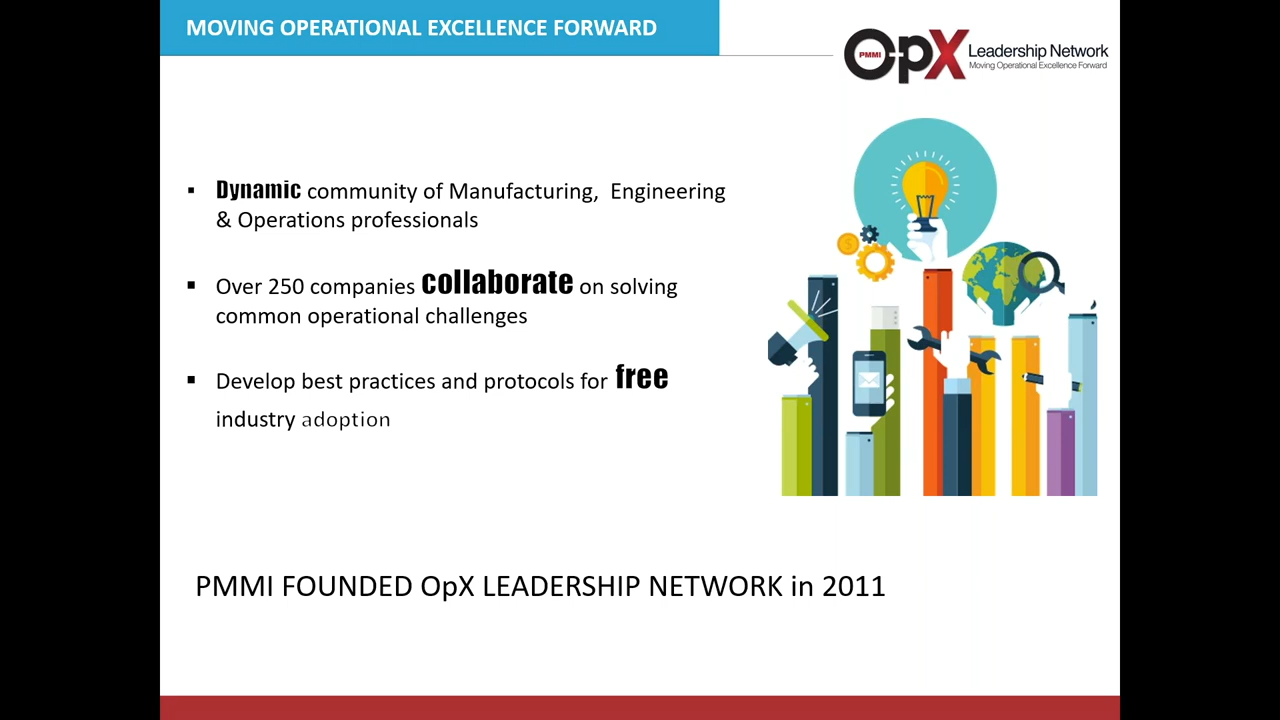 MOVING OPERATIONAL EXCELLENCE FORWARD
PMMI
OpX
Leadership Network
Moving Operational Excellence Forward
▪ Dynamic community of Manufacturing, Engineering
& Operations professionals
▪ Over 250 companies collaborate on solving
common operational challenges
▪ Develop best practices and protocols for free
industry adoption
$
PMMI FOUNDED OpX LEADERSHIP NETWORK in 2011